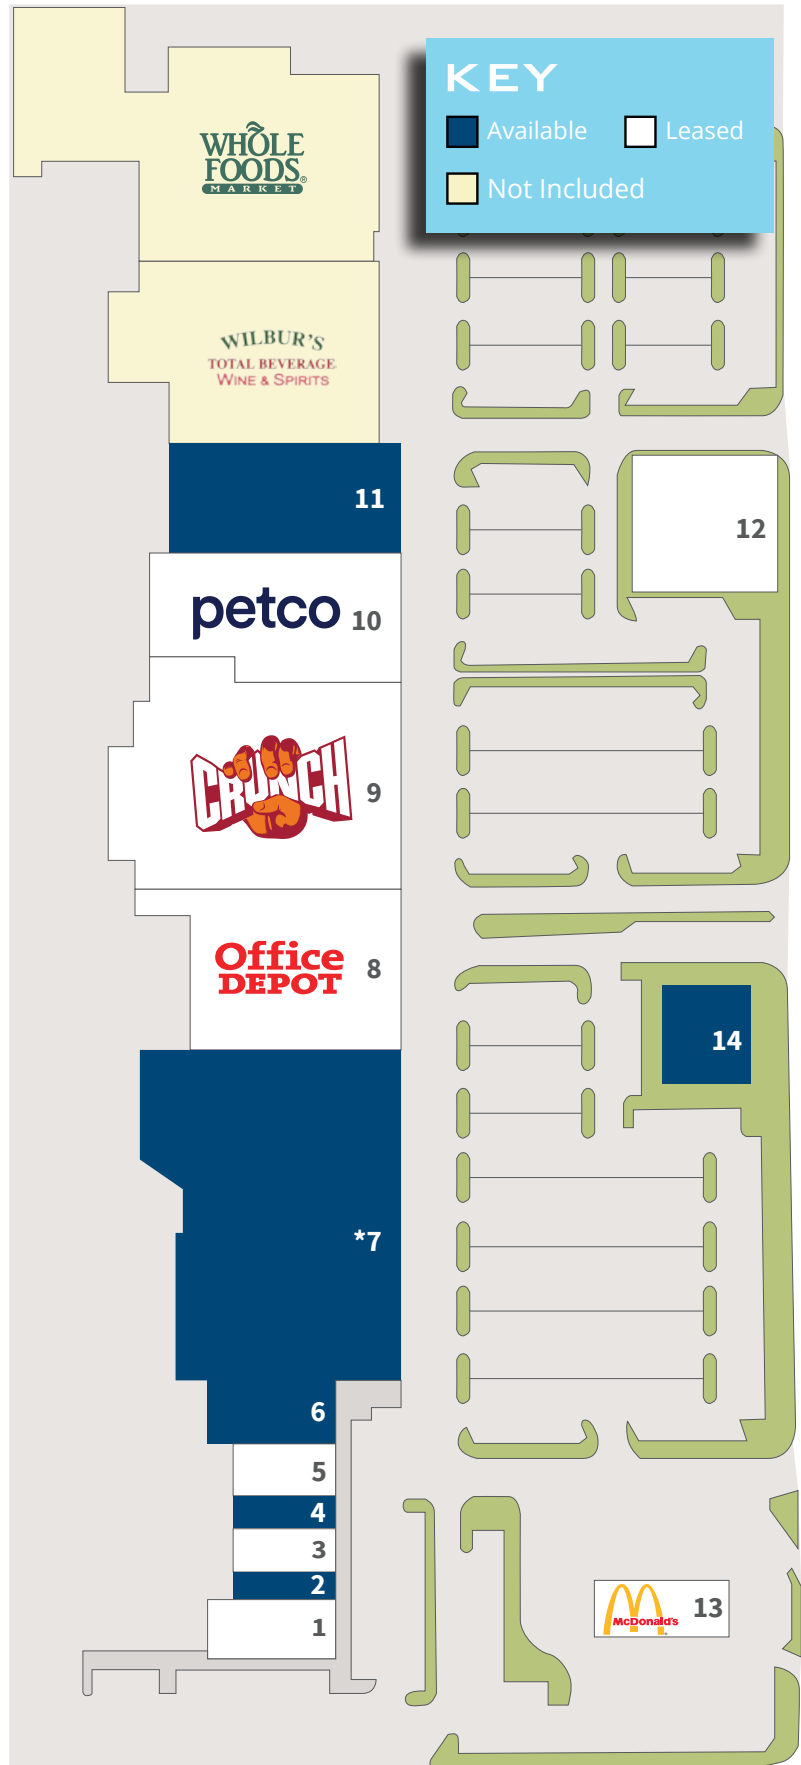 KEY
Available
Leased
Not Included
WHOLE
FOODS®
MARKET
WILBUR'S
TOTAL BEVERAGE
WINE & SPIRITS
11
12
petco 10
CRUNCH 9
Office
DEPOT 8
14
*7
6
5
4
3
2
1
McDonald's 13